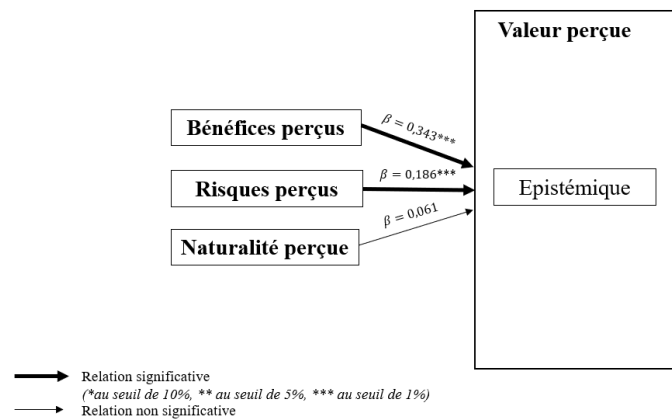 Valeur perçue
Bénéfices perçus
β = 0,343***
Risques perçus
β = 0,186***
Epistémique
Naturalité perçue
β = 0,061
Relation significative
(*au seuil de 10%, ** au seuil de 5%, *** au seuil de 1%)
Relation non significative